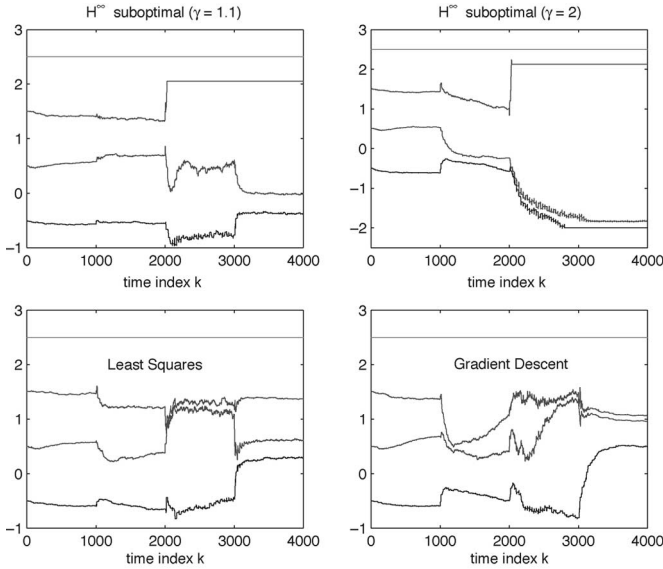 H∞ suboptimal (γ = 1.1)
3
2
1
0
−1
0 1000 2000 3000 4000
time index k
H∞ suboptimal (γ = 2)
3
2
1
0
−1
−2
0 1000 2000 3000 4000
time index k
Least Squares
3
2
1
0
−1
0 1000 2000 3000 4000
time index k
Gradient Descent
3
2
1
0
−1
0 1000 2000 3000 4000
time index k